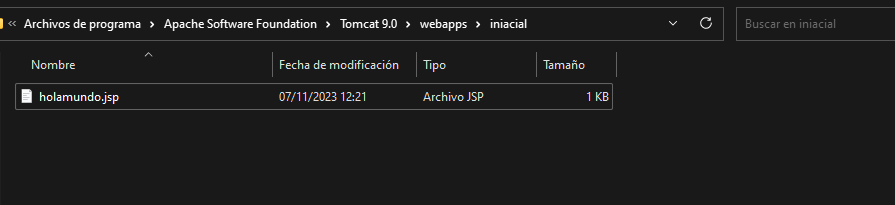 « Archivos de programa > Apache Software Foundation > Tomcat 9.0 > webapps > iniacial Buscar en iniacial
Nombre Fecha de modificación Tipo Tamaño
holamundo.jsp 07/11/2023 12:21 Archivo JSP 1 KB